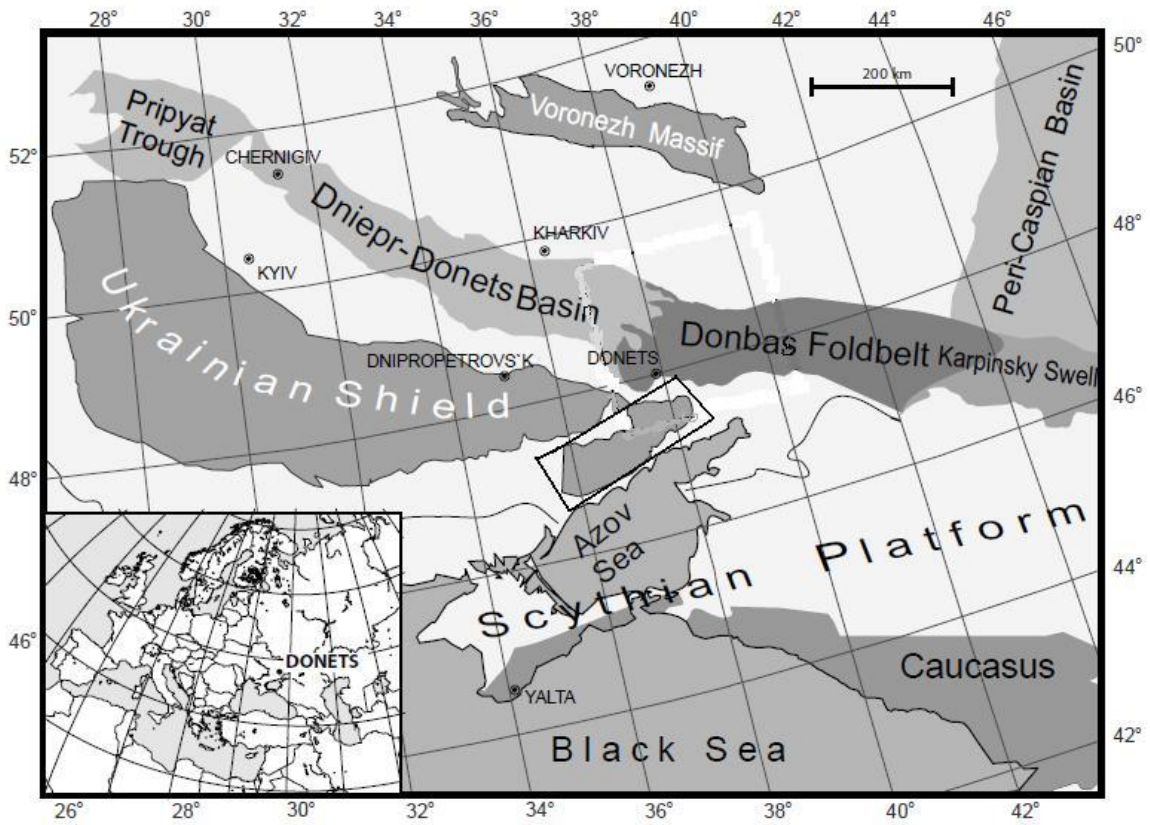 28°
30°
32°
34°
36°
38°
40°
42°
44°
46°
50°
VORONEZH
200 km
Pripyat
Trough
Voronezh Massif
Peri-Caspian Basin
52°
CHERNIGIV
48°
Dniepr-Donets Basin
KHARKIV
KYIV
50°
Ukrainian Shield
DNIPROPETROVS`K
DONETS
Donbas Foldbelt
Karpinsky Swell
46°
48°
Azov
Sea
Scythian Platform
44°
46°
DONETS
Caucasus
YALTA
Black Sea
42°
26°
28°
30°
32°
34°
36°
38°
40°
42°